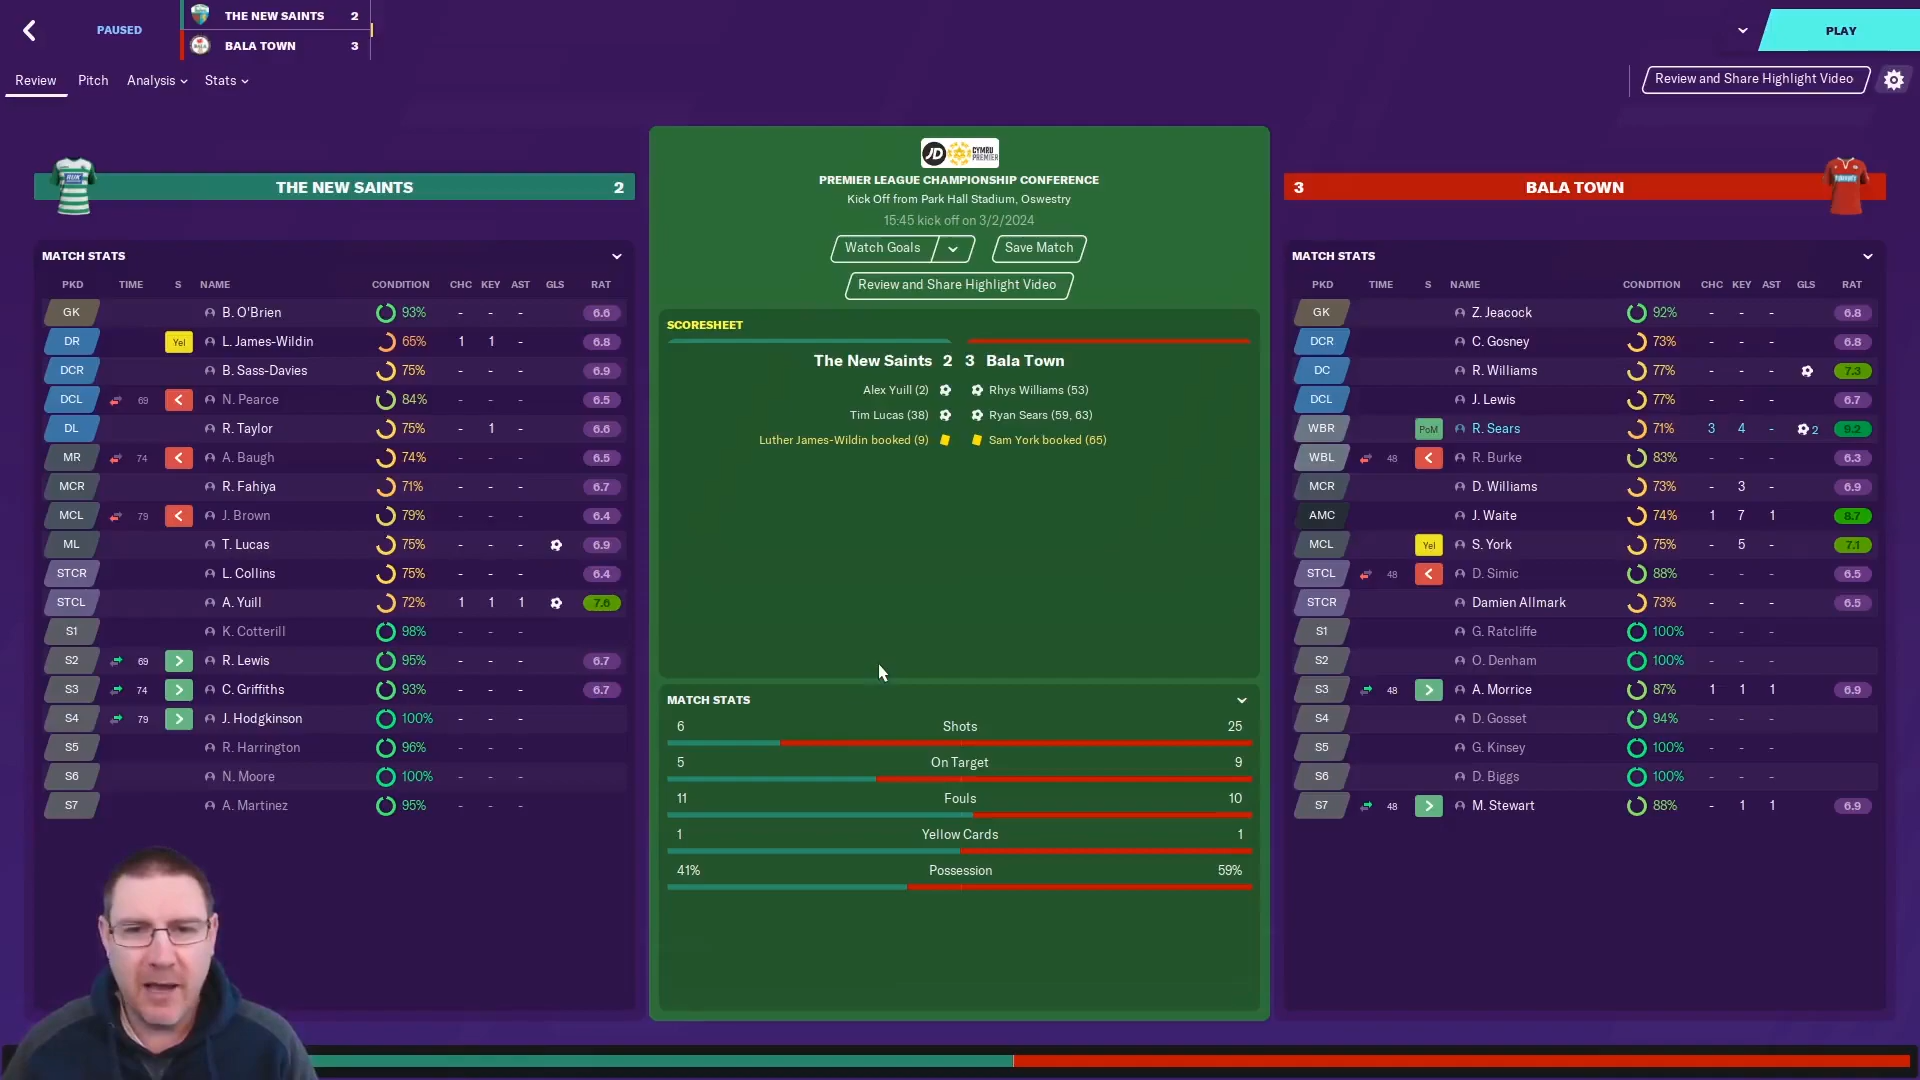 PAUSED
THE NEW SAINTS 2
BALA TOWN 3
PLAY
Review Pitch Analysis Stats
Review and Share Highlight Video
THE NEW SAINTS 2
MATCH STATS
PKD TIME S NAME CONDITION CHC KEY AST GLS RAT
GK B. O'Brien 93% - - - 6.6
DR Yel L. James-Wildin 65% 1 1 - 6.8
DCR B. Sass-Davies 75% - - - 6.9
DCL 69 N. Pearce 84% - - - 6.5
DL R. Taylor 75% - 1 - 6.6
MR 74 A. Baugh 74% - - - 6.5
MCR R. Fahiya 71% - - - 6.7
MCL 79 J. Brown 79% - - - 6.4
ML T. Lucas 75% - - - 6.9
STCR L. Collins 75% - - - 6.4
STCL A. Yuill 72% 1 1 1 7.6
S1 K. Cotterill 98% - - -
S2 69 R. Lewis 95% - - - 6.7
S3 74 C. Griffiths 93% - - - 6.7
S4 79 J. Hodgkinson 100% - - -
S5 R. Harrington 96% - - -
S6 N. Moore 100% - - -
S7 A. Martinez 95% - - -
JD CYMRU PREMIER
PREMIER LEAGUE CHAMPIONSHIP CONFERENCE
Kick Off from Park Hall Stadium, Oswestry
15:45 kick off on 3/2/2024
Watch Goals Save Match
Review and Share Highlight Video
SCORESHEET
The New Saints 2 3 Bala Town
Alex Yuill (2) Rhys Williams (53)
Tim Lucas (38) Ryan Sears (59, 63)
Luther James-Wildin booked (9) Sam York booked (65)
MATCH STATS
6 Shots 25
5 On Target 9
11 Fouls 10
1 Yellow Cards 1
41% Possession 59%
3 BALA TOWN
MATCH STATS
PKD TIME S NAME CONDITION CHC KEY AST GLS RAT
GK Z. Jeacock 92% - - - 6.8
DCR C. Gosney 73% - - - 6.8
DC R. Williams 77% - - - 7.3
DCL J. Lewis 77% - - - 6.7
WBR PoM R. Sears 71% 3 4 - 2 9.2
WBL 48 R. Burke 83% - - - 6.3
MCR D. Williams 73% - 3 - 6.9
AMC J. Waite 74% 1 7 1 8.7
MCL Yel S. York 75% - 5 - 7.1
STCL 48 D. Simic 88% - - - 6.5
STCR Damien Allmark 73% - - - 6.5
S1 G. Ratcliffe 100% - - -
S2 O. Denham 100% - - -
S3 48 A. Morrice 87% 1 1 1 6.9
S4 D. Gosset 94% - - -
S5 G. Kinsey 100% - - -
S6 D. Biggs 100% - - -
S7 48 M. Stewart 88% - 1 1 6.9